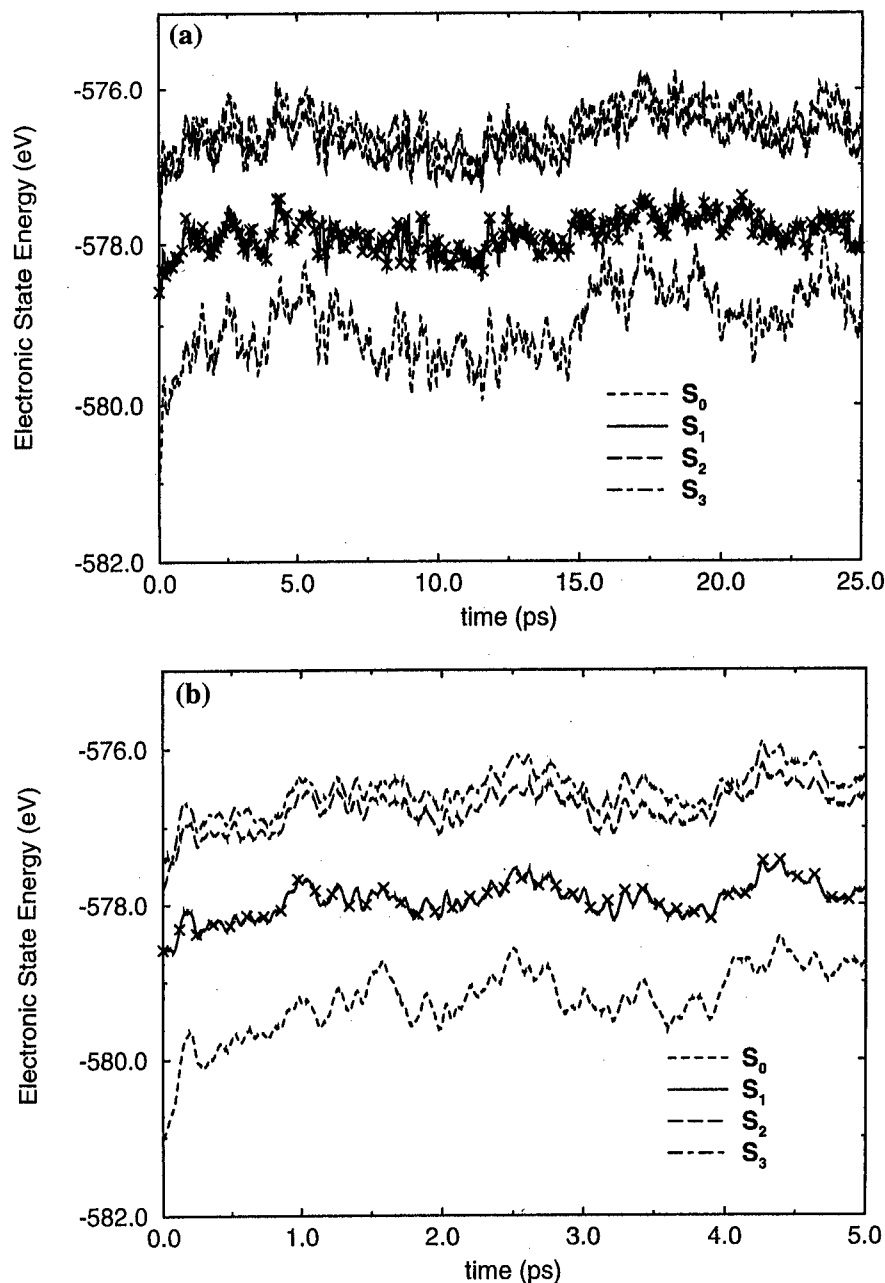 (a)
-576.0
-578.0
-580.0
-582.0
Electronic State Energy (eV)
S₀
S₁
S₂
S₃
0.0 5.0 10.0 15.0 20.0 25.0
time (ps)
(b)
-576.0
-578.0
-580.0
-582.0
Electronic State Energy (eV)
S₀
S₁
S₂
S₃
0.0 1.0 2.0 3.0 4.0 5.0
time (ps)